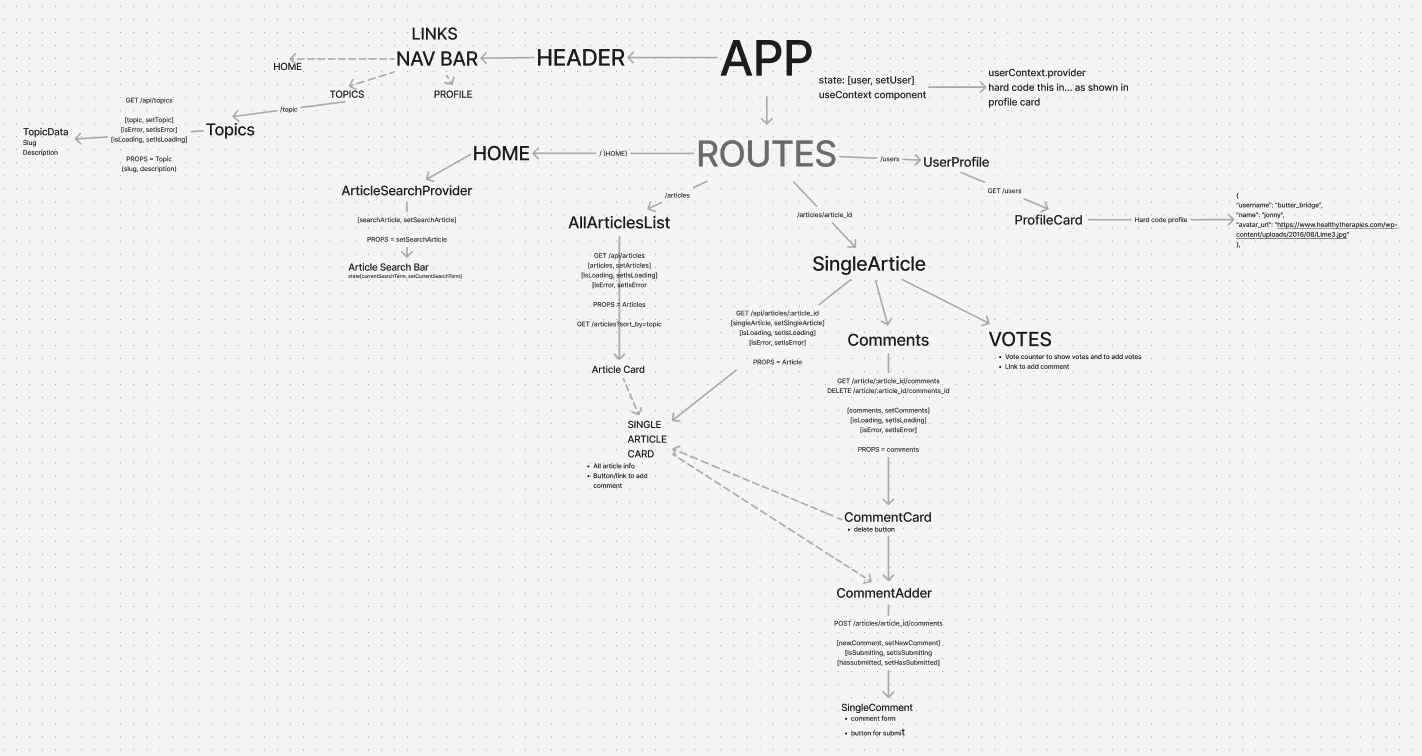 LINKS
NAV BAR
HEADER
APP
HOME
TOPICS
PROFILE
state: [user, setUser]
useContext component
userContext.provider
hard code this in... as shown in
profile card
/topic
GET /api/topics
[topic, setTopic]
[isError, setIsError]
[isLoading, setIsLoading]
PROPS = Topic
(slug, description)
Topics
TopicData
Slug
Description
ROUTES
/ (HOME)
HOME
ArticleSearchProvider
[searchArticle, setSearchArticle]
PROPS = setSearchArticle
Article Search Bar
state[currentSearchTerm, setCurrentSearchTerm]
/articles
AllArticlesList
GET /api/articles
[articles, setArticles]
[isLoading, setIsLoading]
[isError, setIsError
PROPS = Articles
GET /articles?sort_by=topic
Article Card
SINGLE
ARTICLE
CARD
• All article info
• Button/link to add
comment
/articles/article_id
SingleArticle
GET /api/articles/:article_id
[singleArticle, setSingleArticle]
[isLoading, setIsLoading]
[isError, setIsError]
PROPS = Article
Comments
GET /article/:article_id/comments
DELETE /article/:article_id/comments_id
[comments, setComments]
[isLoading, setIsLoading]
[isError, setIsError]
PROPS = comments
CommentCard
• delete button
CommentAdder
POST /articles/article_id/comments
[newComment, setNewComment]
[isSubmiting, setIsSubmiting
[hassubmitted, setHasSubmitted]
SingleComment
• comment form
• button for submit
VOTES
• Vote counter to show votes and to add votes
• Link to add comment
/users
UserProfile
GET /users
ProfileCard
Hard code profile
{
"username": "butter_bridge",
"name": "jonny",
"avatar_url": "https://www.healthytherapies.com/wp-
content/uploads/2016/06/Lime3.jpg"
},